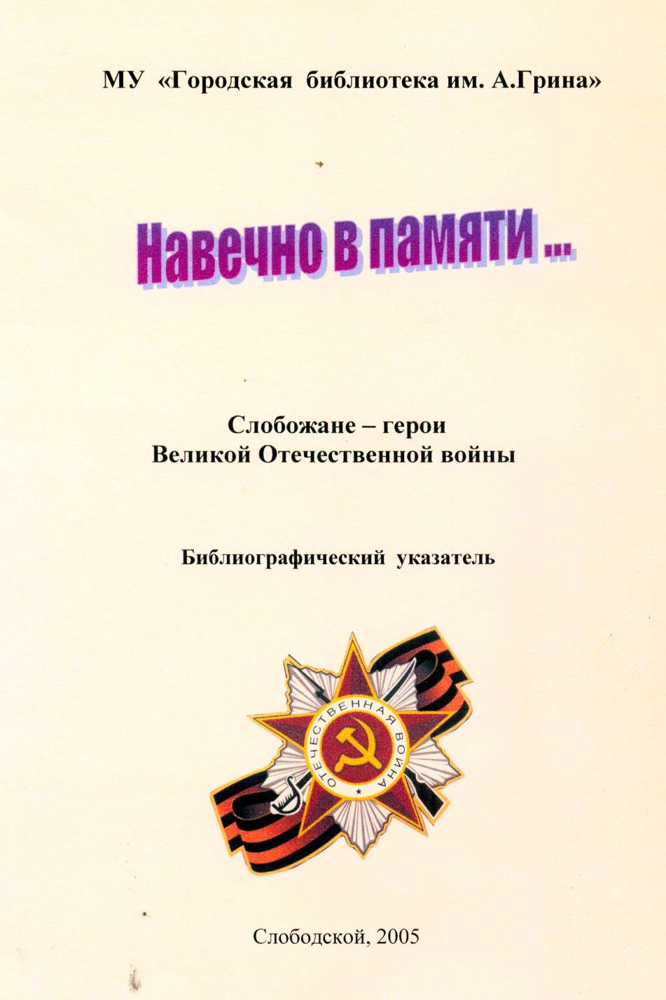 МУ «Городская библиотека им. А.Грина»
Навечно в памяти ...
Слобожане – герои
Великой Отечественной войны
Библиографический указатель
ОТЕЧЕСТВЕННАЯ ВОЙНА
Слободской, 2005